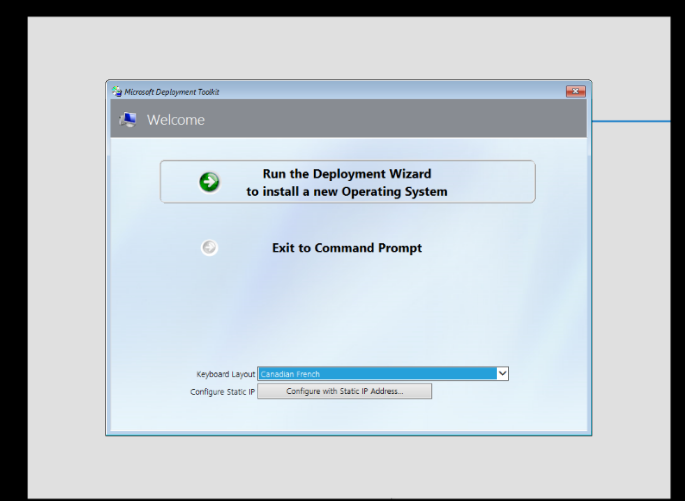 Microsoft Deployment Toolkit
Welcome
Run the Deployment Wizard
to install a new Operating System
Exit to Command Prompt
Keyboard Layout Canadian French
Configure Static IP Configure with Static IP Address...